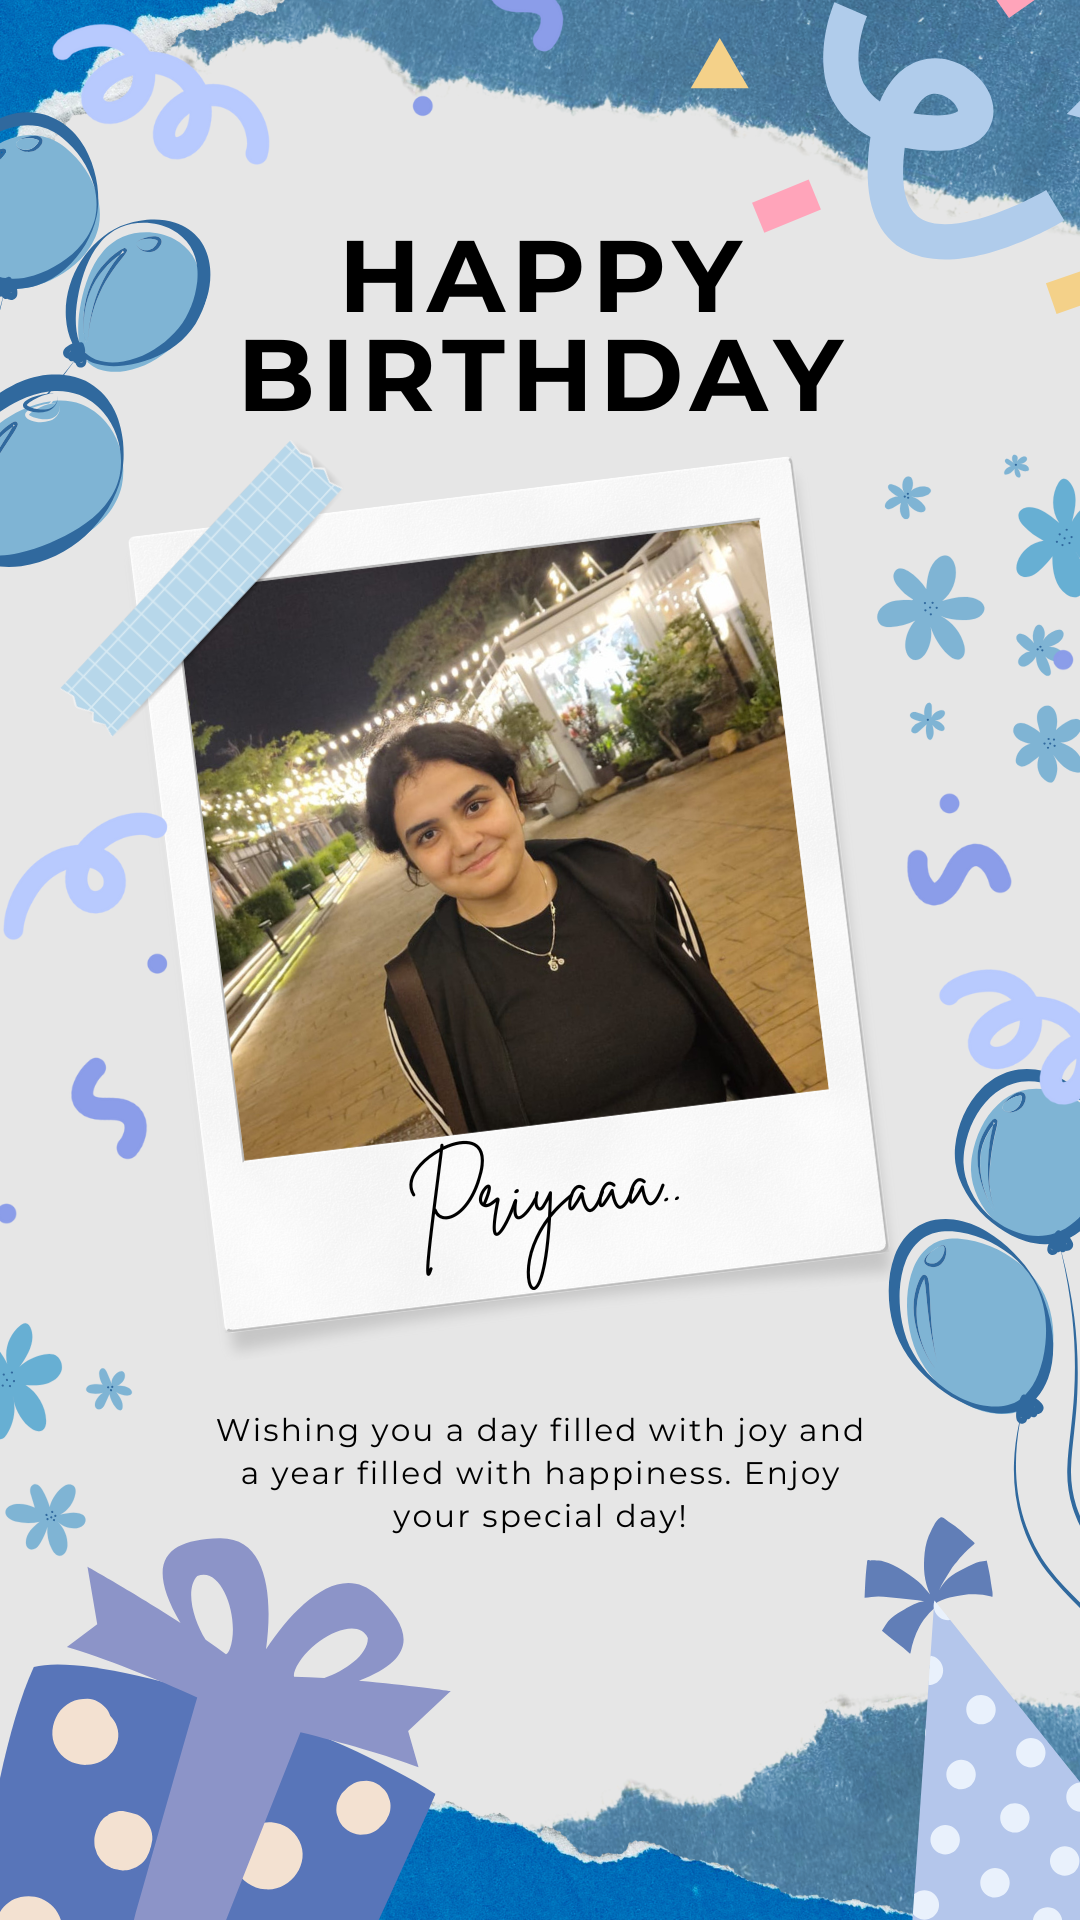 HAPPY
BIRTHDAY
Priyaaa..
Wishing you a day filled with joy and
a year filled with happiness. Enjoy
your special day!